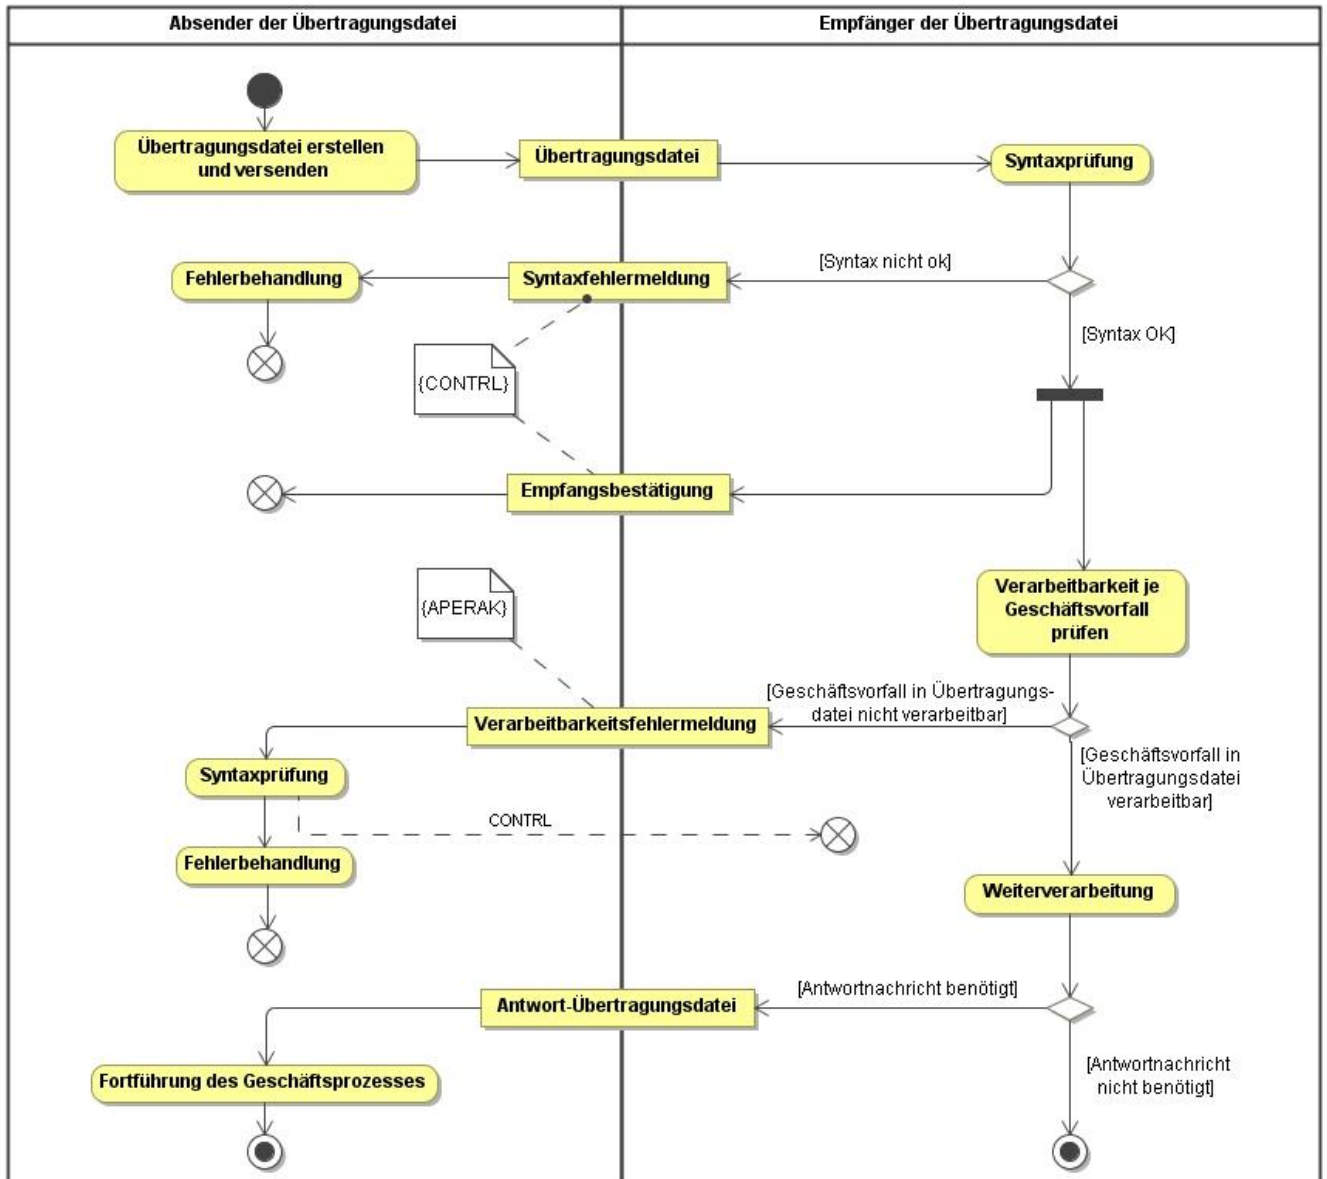 Absender der Übertragungsdatei
Empfänger der Übertragungsdatei
Übertragungsdatei erstellen
und versenden
Übertragungsdatei
Syntaxprüfung
[Syntax nicht ok]
Fehlerbehandlung
Syntaxfehlermeldung
[Syntax OK]
{CONTRL}
Empfangsbestätigung
Verarbeitbarkeit je
Geschäftsvorfall
prüfen
{APERAK}
[Geschäftsvorfall in Übertragungs-
datei nicht verarbeitbar]
Verarbeitbarkeitsfehlermeldung
[Geschäftsvorfall in
Übertragungsdatei
verarbeitbar]
Syntaxprüfung
CONTRL
Fehlerbehandlung
Weiterverarbeitung
[Antwortnachricht benötigt]
Antwort-Übertragungsdatei
[Antwortnachricht
nicht benötigt]
Fortführung des Geschäftsprozesses